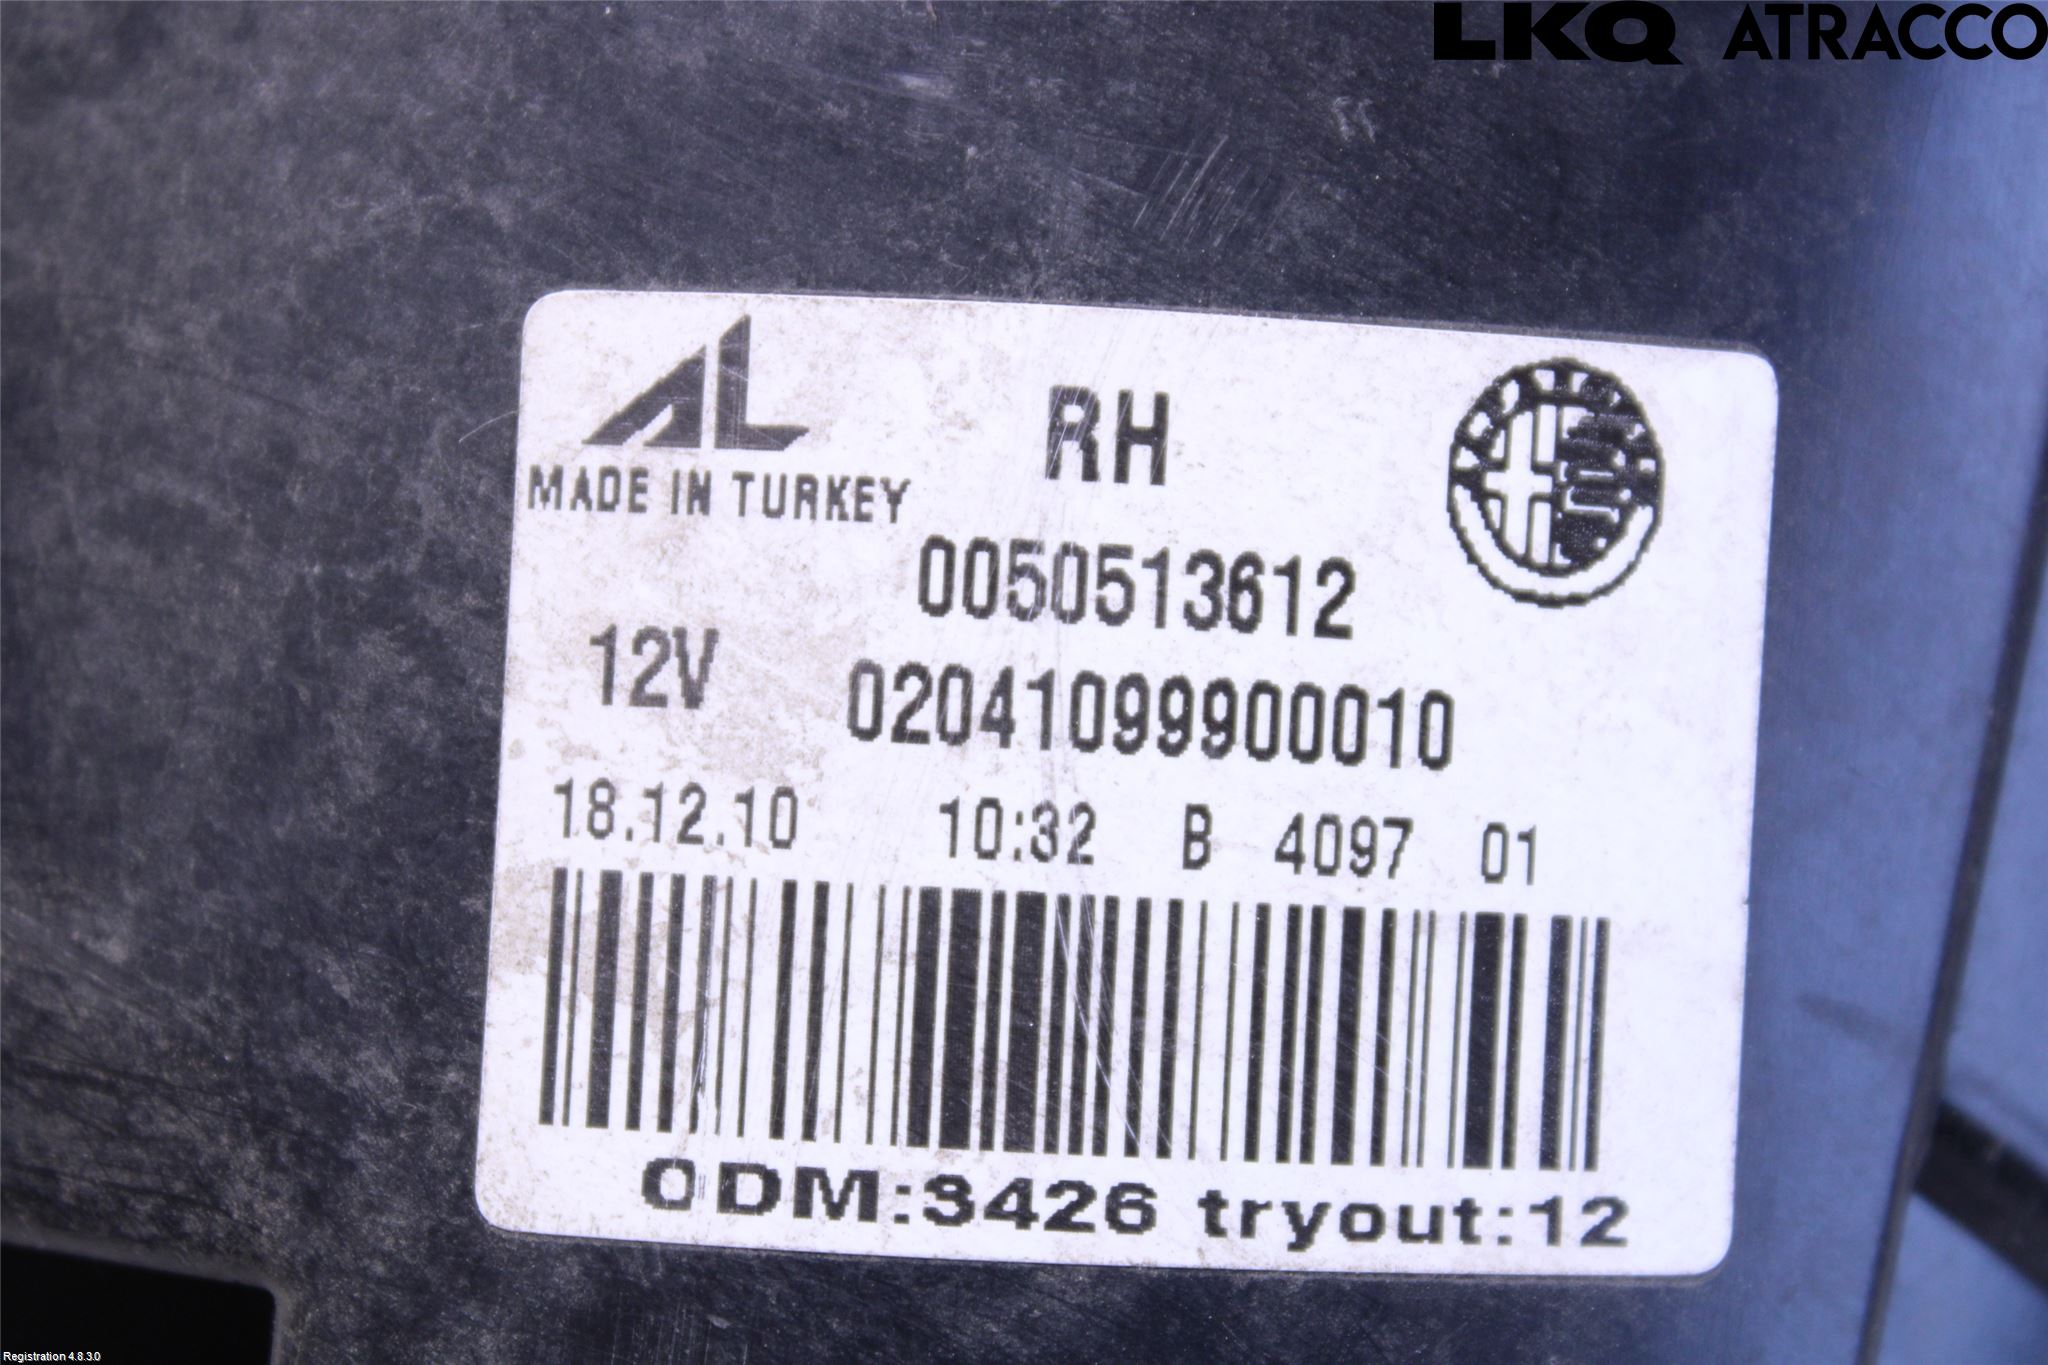 LKQ ATRACCO
AL
MADE IN TURKEY
RH
0050513612
12V
02041099900010
18.12.10 10:32 B 4097 01
ODM:3426 tryout:12
Registration 4.8.3.0